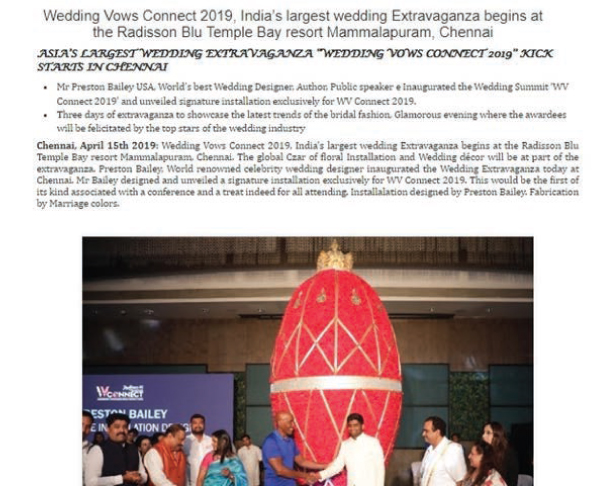 Wedding Vows Connect 2019, India's largest wedding Extravaganza begins at
the Radisson Blu Temple Bay resort Mammalapuram, Chennai
ASIA'S LARGEST WEDDING EXTRAVAGANZA "WEDDING VOWS CONNECT 2019" KICK
STARTS IN CHENNAI
• Mr Preston Bailey USA, World's best Wedding Designer, Author, Public speaker e Inaugurated the Wedding Summit 'WV
Connect 2019' and unveiled signature installation exclusively for WV Connect 2019.
• Three days of extravaganza to showcase the latest trends of the bridal fashion, Glamorous evening where the awardees
will be felicitated by the top stars of the wedding industry
Chennai, April 15th 2019: Wedding Vows Connect 2019, India's largest wedding Extravaganza begins at the Radisson Blu
Temple Bay resort Mammalapuram, Chennai. The global Czar of floral Installation and Wedding décor will be at part of the
extravaganza. Preston Bailey, World renowned celebrity wedding designer inaugurated the Wedding Extravaganza today at
Chennai. Mr Bailey designed and unveiled a signature installation exclusively for WV Connect 2019. This would be the first of
its kind associated with a conference and a treat indeed for all attending. Installalation designed by Preston Bailey. Fabrication
by Marriage colors.
CONNECT
ESTON BAILEY